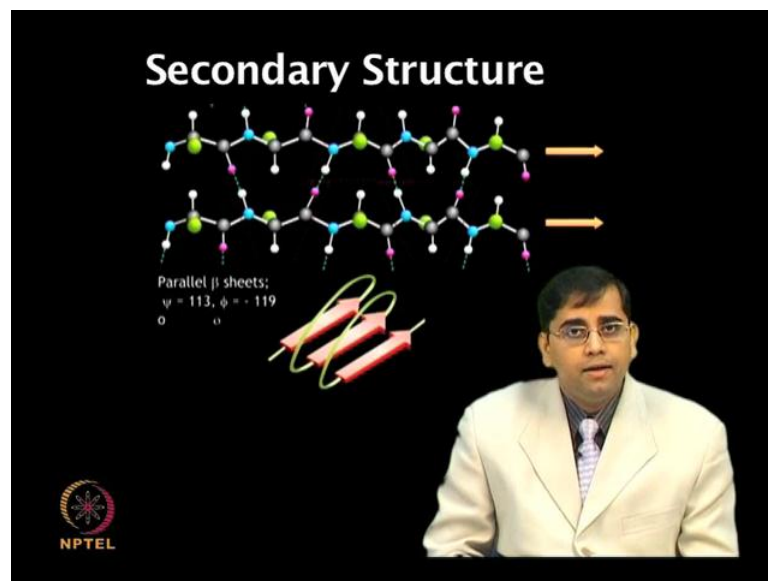 Secondary Structure
Parallel β sheets;
ψ = 113, φ = - 119
o o
NPTEL